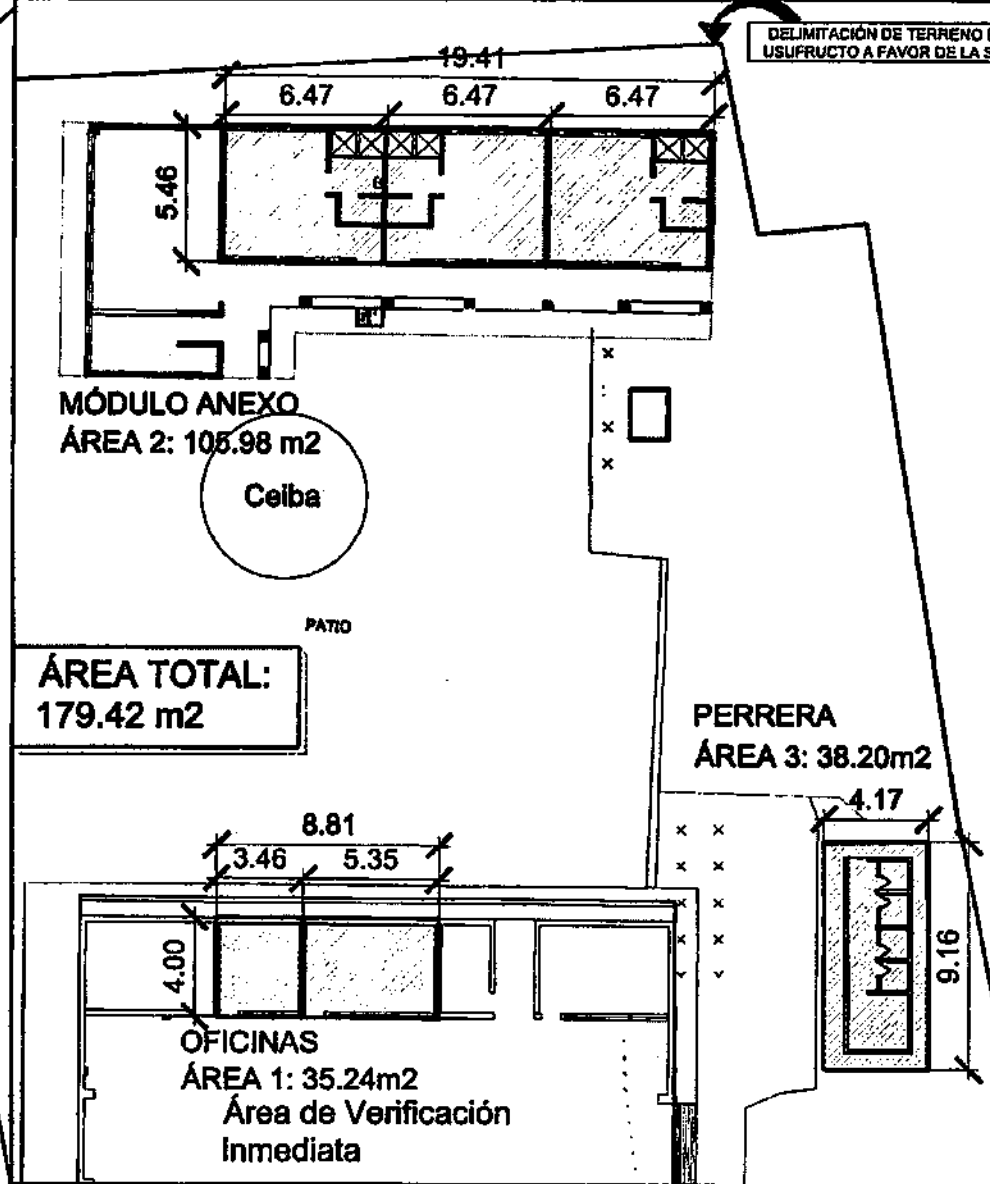 DELIMITACIÓN DE TERRENO
USUFRUCTO A FAVOR DE LA
19.41
6.47 6.47 6.47
5.46
MÓDULO ANEXO
ÁREA 2: 105.98 m2
Ceiba
PATIO
ÁREA TOTAL:
179.42 m2
PERRERA
ÁREA 3: 38.20m2
4.17
9.16
8.81
3.46 5.35
4.00
OFICINAS
ÁREA 1: 35.24m2
Área de Verificación
Inmediata